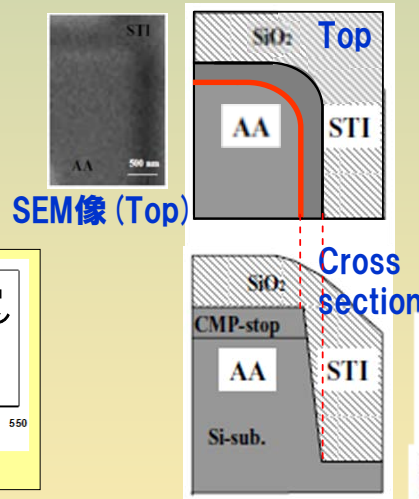 STI
AA
500 nm
SEM像 (Top)
SiO₂
Top
AA
STI
Cross
section
SiO₂
CMP-stop
AA
STI
Si-sub.
ン
550